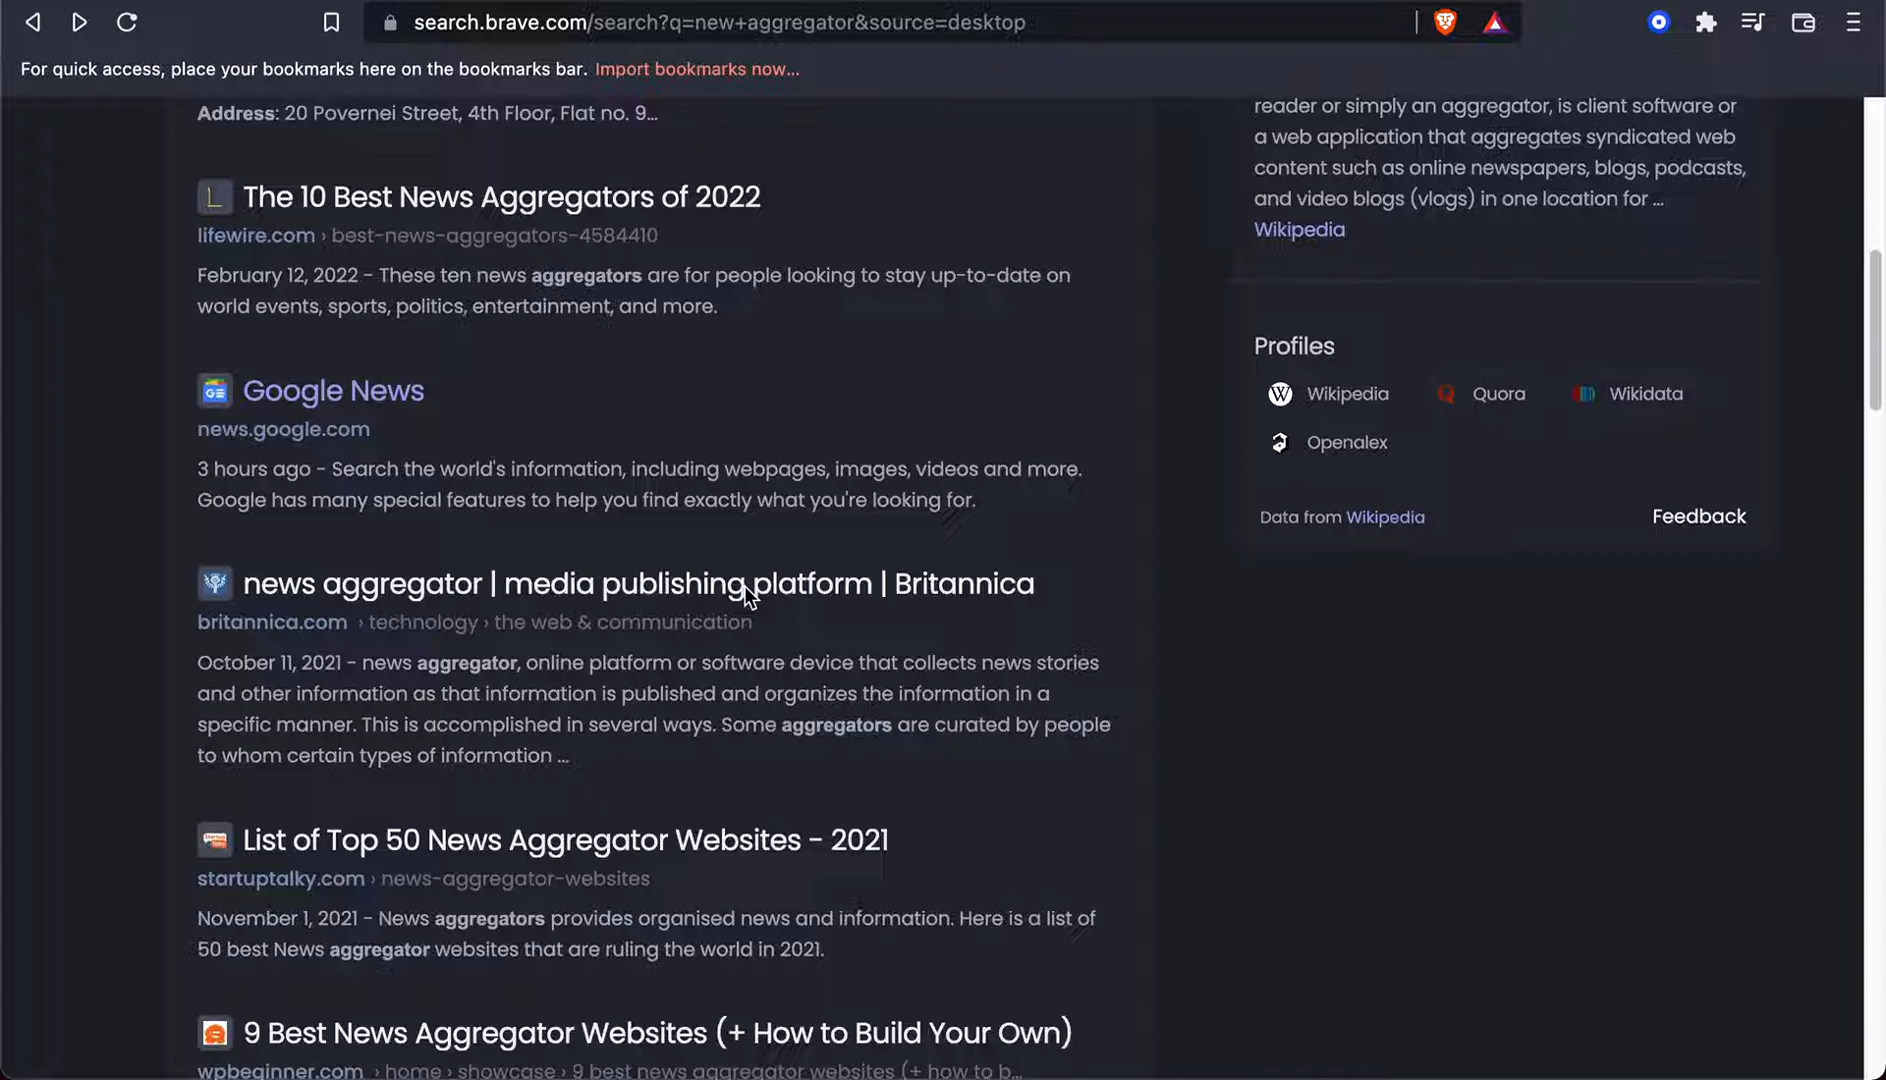 search.brave.com/search?q=new+aggregator&source=desktop
For quick access, place your bookmarks here on the bookmarks bar. Import bookmarks now...
Address: 20 Povernei Street, 4th Floor, Flat no. 9...
The 10 Best News Aggregators of 2022
lifewire.com › best-news-aggregators-4584410
February 12, 2022 - These ten news aggregators are for people looking to stay up-to-date on
world events, sports, politics, entertainment, and more.
Google News
news.google.com
3 hours ago - Search the world's information, including webpages, images, videos and more.
Google has many special features to help you find exactly what you're looking for.
news aggregator | media publishing platform | Britannica
britannica.com › technology › the web & communication
October 11, 2021 - news aggregator, online platform or software device that collects news stories
and other information as that information is published and organizes the information in a
specific manner. This is accomplished in several ways. Some aggregators are curated by people
to whom certain types of information ...
List of Top 50 News Aggregator Websites - 2021
startuptalky.com › news-aggregator-websites
November 1, 2021 - News aggregators provides organised news and information. Here is a list of
50 best News aggregator websites that are ruling the world in 2021.
9 Best News Aggregator Websites (+ How to Build Your Own)
wpbeginner.com › home › showcase › 9 best news aggregator websites (+ how to b...
reader or simply an aggregator, is client software or
a web application that aggregates syndicated web
content such as online newspapers, blogs, podcasts,
and video blogs (vlogs) in one location for ...
Wikipedia
Profiles
Wikipedia
Quora
Wikidata
Openalex
Data from Wikipedia
Feedback